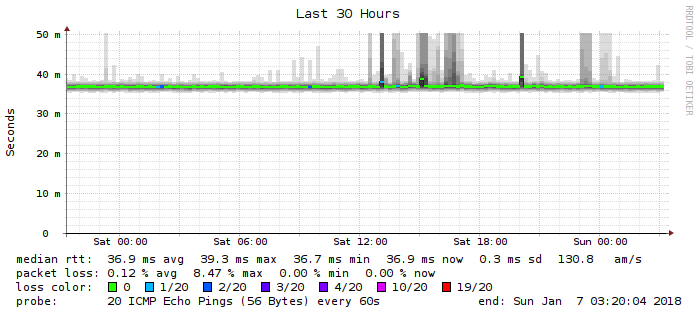 Last 30 Hours
RRDTOOL / TOBI OETIKER
Seconds
50 m
40 m
30 m
20 m
10 m
0
Sat 00:00 Sat 06:00 Sat 12:00 Sat 18:00 Sun 00:00
median rtt: 36.9 ms avg 39.3 ms max 36.7 ms min 36.9 ms now 0.3 ms sd 130.8 am/s
packet loss: 0.12 % avg 8.47 % max 0.00 % min 0.00 % now
loss color: 0 1/20 2/20 3/20 4/20 10/20 19/20
probe: 20 ICMP Echo Pings (56 Bytes) every 60s end: Sun Jan 7 03:20:04 2018